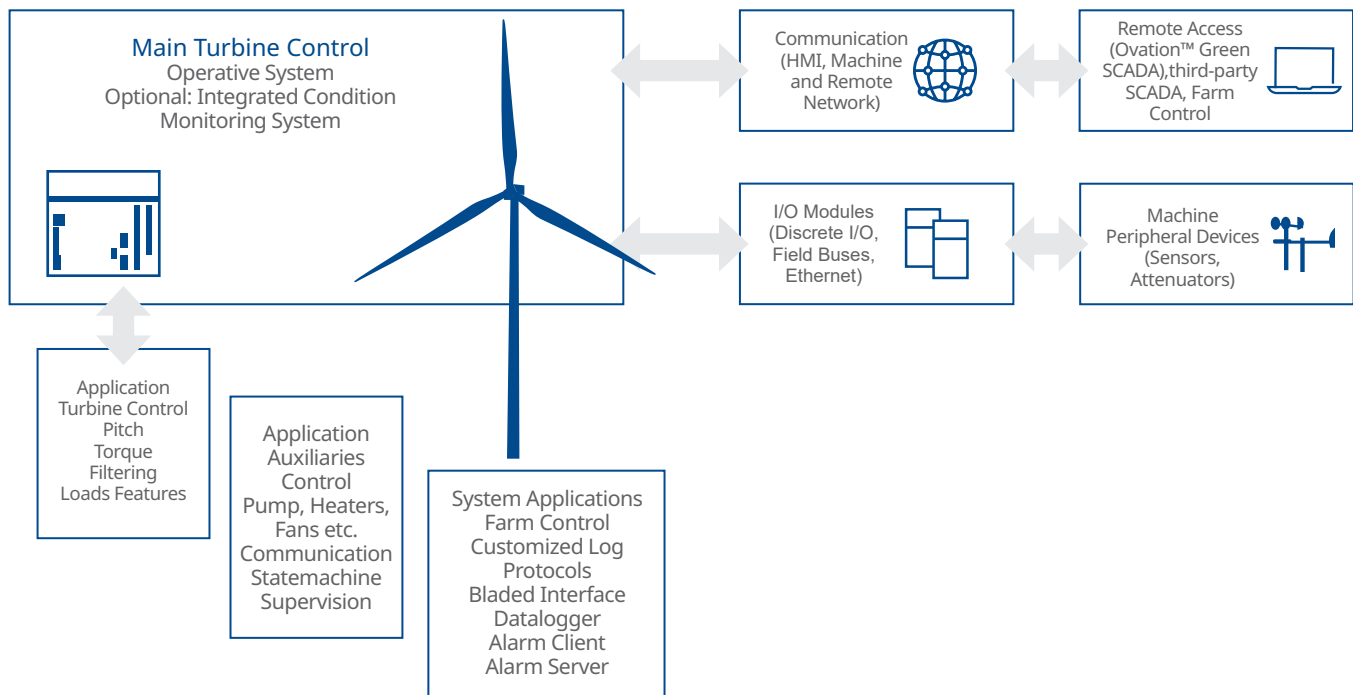 Main Turbine Control
Operative System
Optional: Integrated Condition
Monitoring System
Communication
(HMI, Machine
and Remote
Network)
Remote Access
(Ovation™ Green
SCADA),third-party
SCADA, Farm
Control
I/O Modules
(Discrete I/O,
Field Buses,
Ethernet)
Machine
Peripheral Devices
(Sensors,
Attenuators)
Application
Turbine Control
Pitch
Torque
Filtering
Loads Features
Application
Auxiliaries
Control
Pump, Heaters,
Fans etc.
Communication
Statemachine
Supervision
System Applications
Farm Control
Customized Log
Protocols
Bladed Interface
Datalogger
Alarm Client
Alarm Server